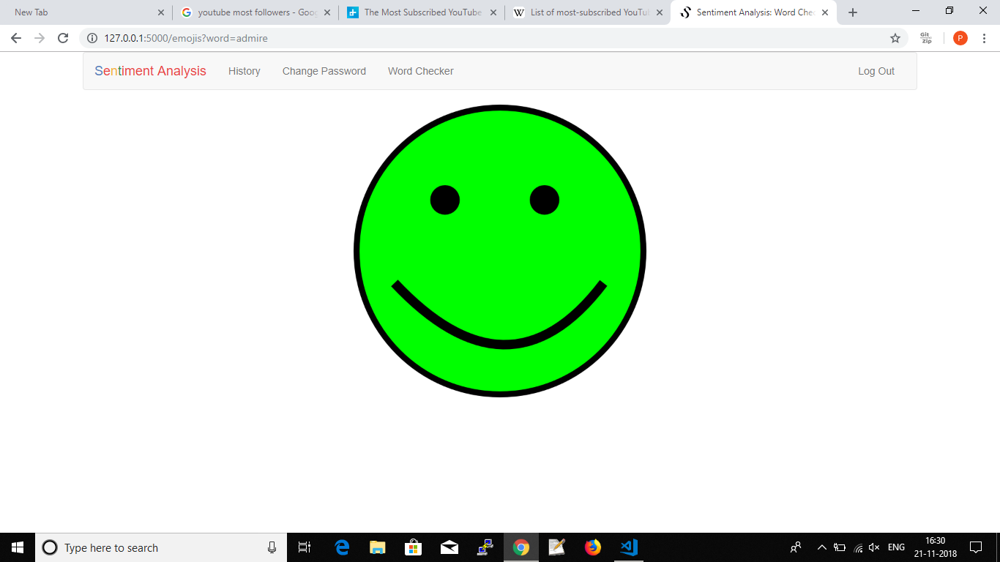 New Tab
youtube most followers - Goog
The Most Subscribed YouTube
List of most-subscribed YouTu
Sentiment Analysis: Word Chec
127.0.0.1:5000/emojis?word=admire
Git Zip
P
Sentiment Analysis History Change Password Word Checker Log Out
Type here to search
ENG
16:30
21-11-2018